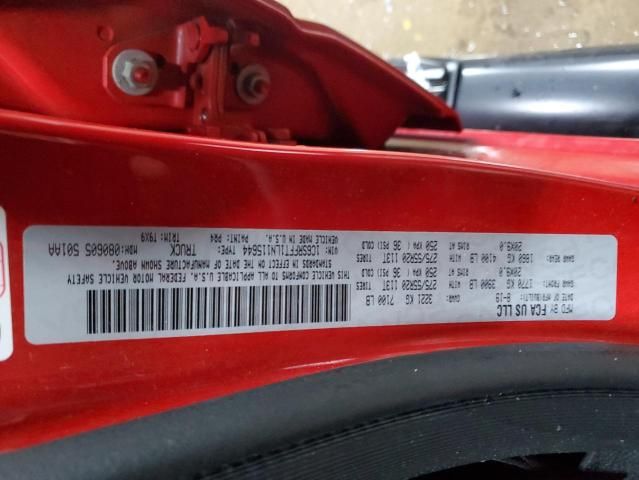 MFD BY FCA US LLC
DATE OF MFR/BUILT: 8-19 GVWR: 3221 KG 7100 LB
GAWR FRONT: 1770 KG 3900 LB WITH 275/55R20 113T TIRES
20X9.0 RIMS AT 250 KPA( 36 PSI) COLD
GAWR REAR: 1860 KG 4100 LB WITH 275/55R20 113T TIRES
20X9.0 RIMS AT 250 KPA( 36 PSI) COLD
THIS VEHICLE CONFORMS TO ALL APPLICABLE U.S.A. FEDERAL MOTOR VEHICLE SAFETY
STANDARDS IN EFFECT ON THE DATE OF MANUFACTURE SHOWN ABOVE.
VIN: 1C6SRFFT1LN115644 TYPE: TRUCK MDH: 080605 501AA
VEHICLE MADE IN U.S.A. PAINT: PR4 TRIM: T9X9